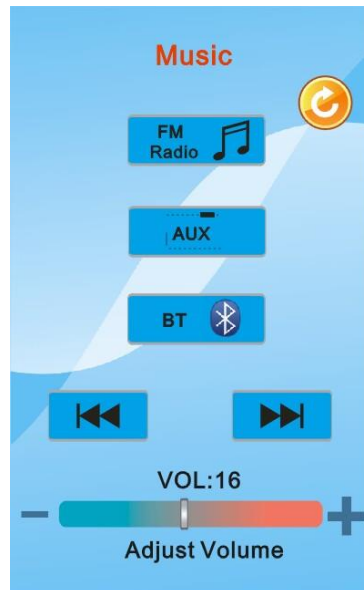 Music
FM
Radio
AUX
BT
VOL:16
Adjust Volume